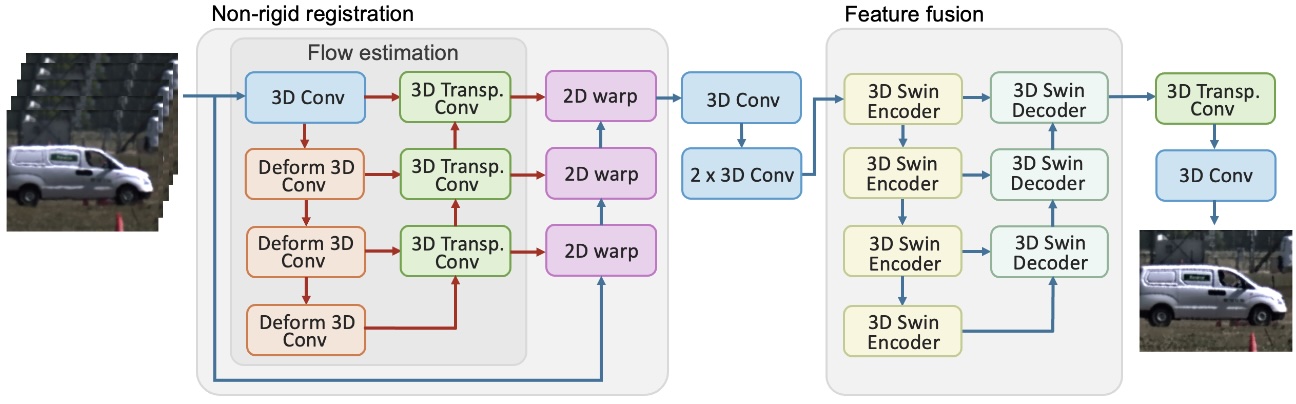 Non-rigid registration
Feature fusion
Flow estimation
3D Conv
3D Transp.
Conv
2D warp
3D Conv
3D Swin
Encoder
3D Swin
Decoder
3D Transp.
Conv
Deform 3D
Conv
3D Transp.
Conv
2D warp
2 x 3D Conv
3D Swin
Encoder
3D Swin
Decoder
3D Conv
Deform 3D
Conv
3D Transp.
Conv
2D warp
3D Swin
Encoder
3D Swin
Decoder
Deform 3D
Conv
3D Swin
Encoder